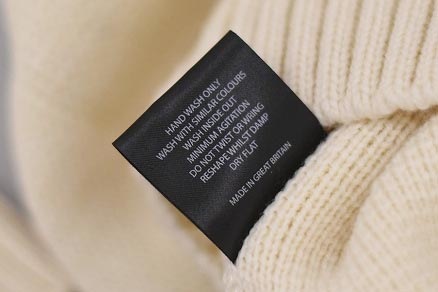 HAND WASH ONLY
WASH WITH SIMILAR COLOURS
WASH INSIDE OUT
MINIMUM AGITATION
DO NOT TWIST OR WRING
RESHAPE WHILST DAMP
DRY FLAT
MADE IN GREAT BRITAIN